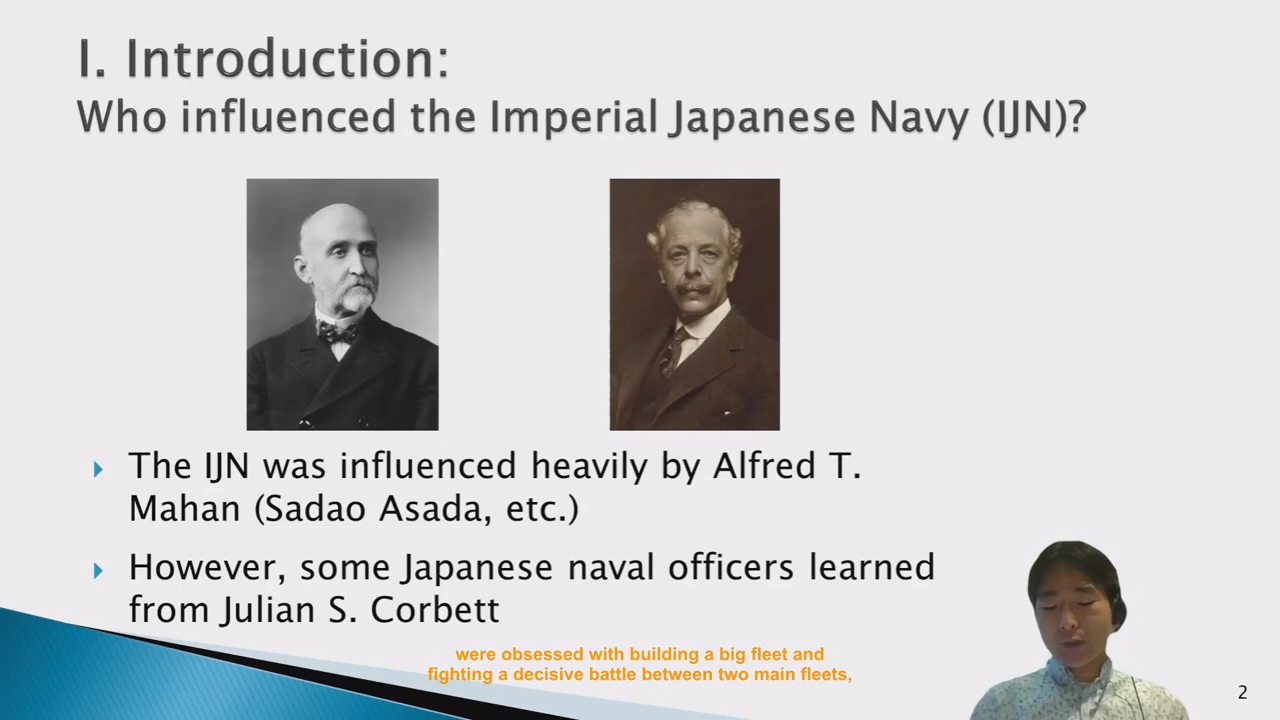 I. Introduction:
Who influenced the Imperial Japanese Navy (IJN)?
The IJN was influenced heavily by Alfred T.
Mahan (Sadao Asada, etc.)
However, some Japanese naval officers learned
from Julian S. Corbett
were obsessed with building a big fleet and
fighting a decisive battle between two main fleets,
2